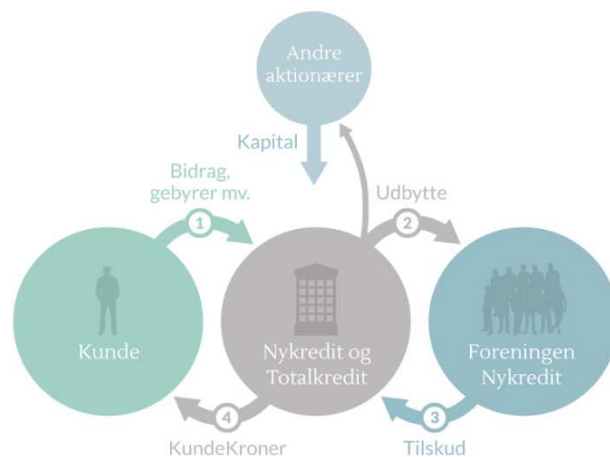 Andre
aktionærer
Kapital
Bidrag,
gebyrer mv.
1
Udbytte
2
Kunde
Nykredit og
Totalkredit
Foreningen
Nykredit
4
KundeKroner
3
Tilskud